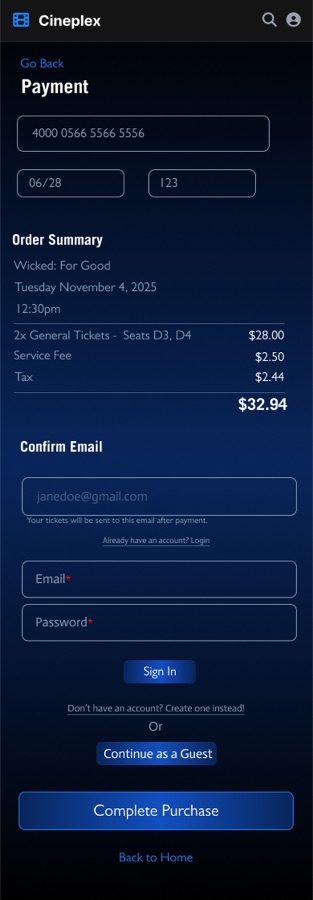 Cineplex
Go Back
Payment
4000 0566 5566 5556
06/28 123
Order Summary
Wicked: For Good
Tuesday November 4, 2025
12:30pm
2x General Tickets - Seats D3, D4 $28.00
Service Fee $2.50
Tax $2.44
$32.94
Confirm Email
janedoe@gmail.com
Your tickets will be sent to this email after payment.
Already have an account? Login
Email*
Password*
Sign In
Don't have an account? Create one instead!
Or
Continue as a Guest
Complete Purchase
Back to Home